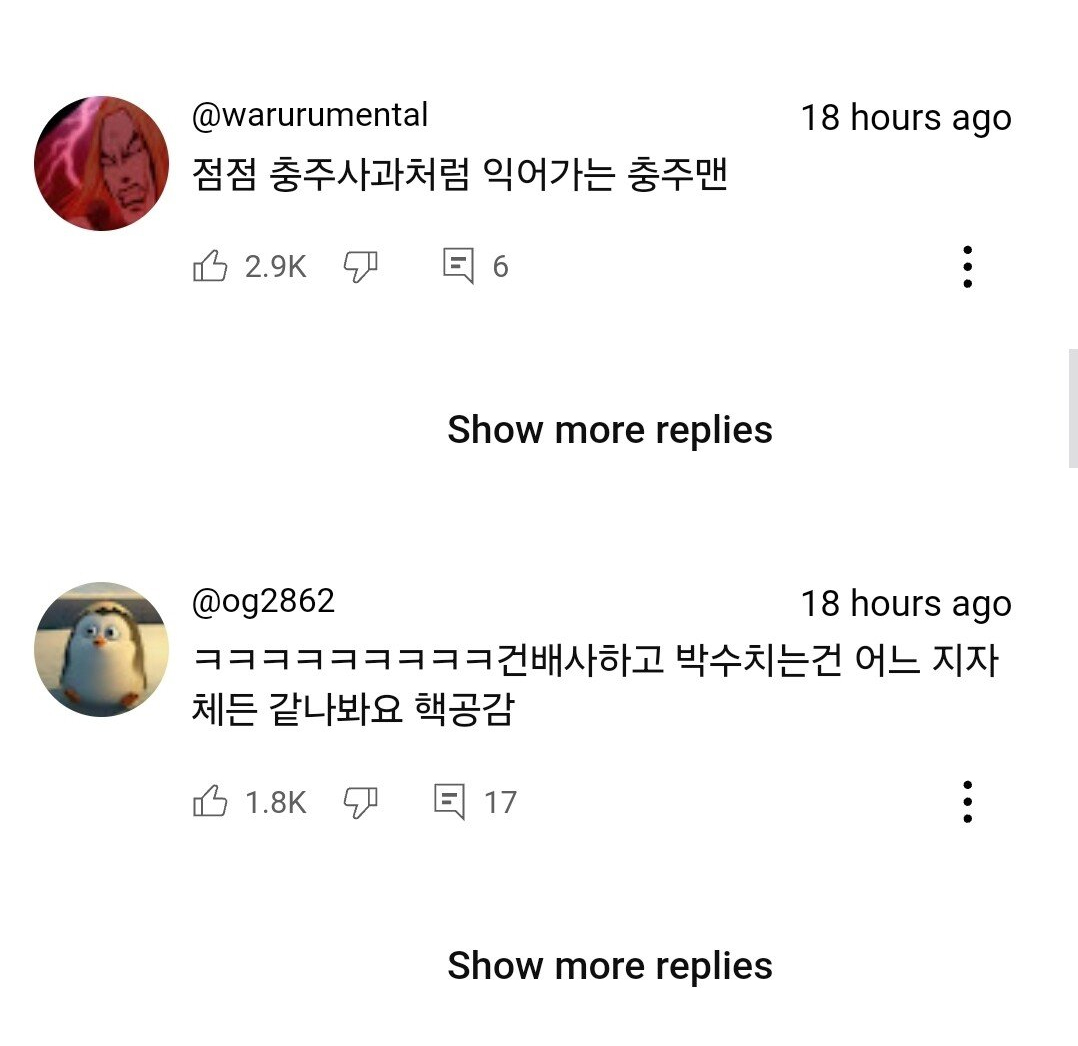 @warurumental
18 hours ago
점점 충주사과처럼 익어가는 충주맨
2.9K
6
Show more replies
@og2862
18 hours ago
ㅋㅋㅋㅋㅋㅋㅋㅋㅋ건배사하고 박수치는건 어느 지자
체든 같나봐요 핵공감
1.8K
17
Show more replies